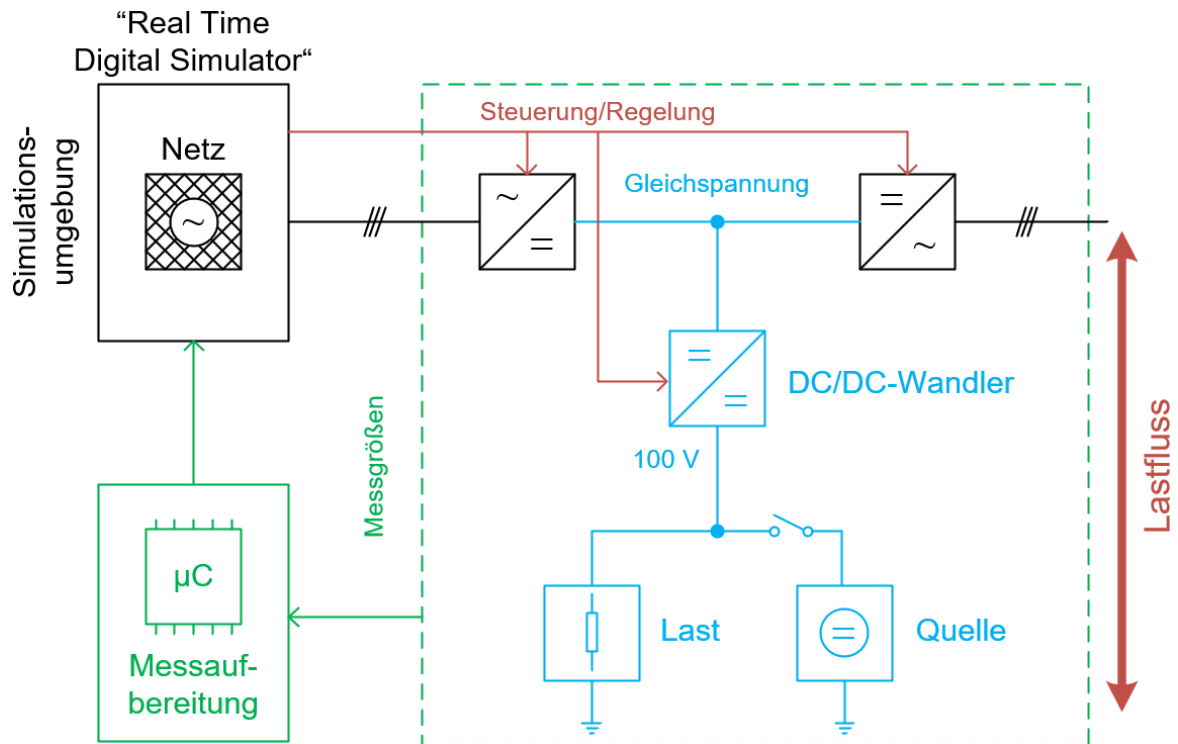 “Real Time
Digital Simulator“
Simulations-
umgebung
Netz
~
Steuerung/Regelung
~
=
Gleichspannung
=
~
=
=
DC/DC-Wandler
100 V
Messgrößen
Lastfluss
µC
Messauf-
bereitung
Last
=
Quelle